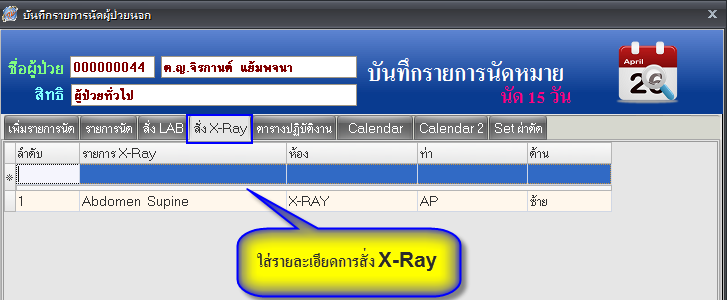 บันทึกรายการนัดผู้ป่วยนอก
ชื่อผู้ป่วย 000000044 ด.ญ.จิรกานต์ แย้มพจนา
สิทธิ ผู้ป่วยทั่วไป
บันทึกรายการนัดหมาย
นัด 15 วัน
April
26
เพิ่มรายการนัด รายการนัด สั่ง LAB สั่ง X-Ray ตารางปฏิบัติงาน Calendar Calendar 2 Set ผ่าตัด
ลำดับ รายการ X-Ray ห้อง ท่า ด้าน
1 Abdomen Supine X-RAY AP ซ้าย
ใส่รายละเอียดการสั่ง X-Ray